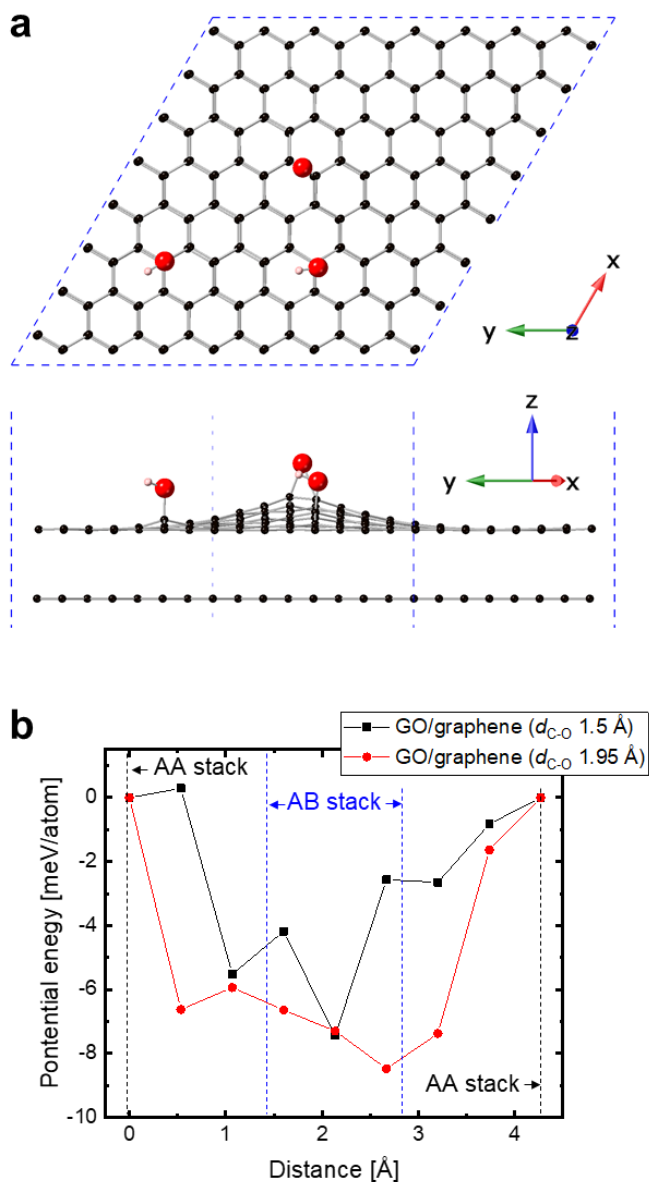 a
x
y
z
z
y
x
b
GO/graphene (dC-O 1.5 Å)
GO/graphene (dC-O 1.95 Å)
AA stack
AB stack
AA stack
0
-2
-4
-6
-8
-10
Pontential enegy [meV/atom]
0
1
2
3
4
Distance [Å]